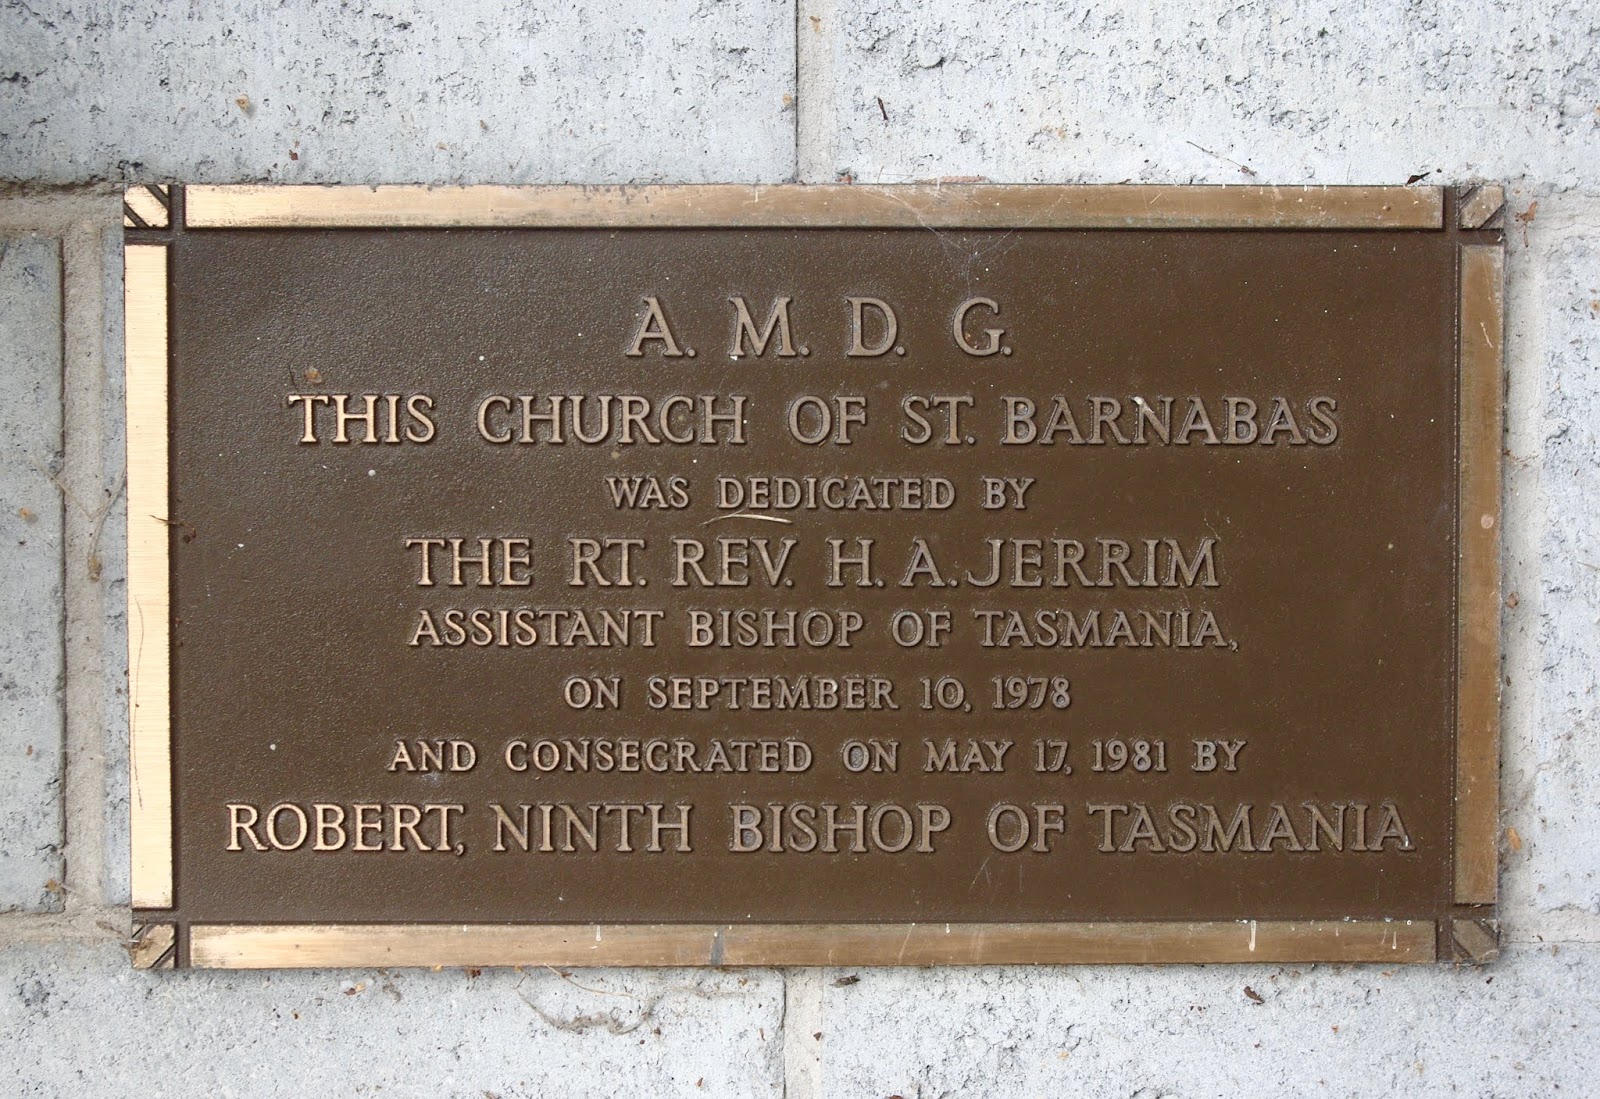 A. M. D. G.
THIS CHURCH OF ST. BARNABAS
WAS DEDICATED BY
THE RT. REV. H. A. JERRIM
ASSISTANT BISHOP OF TASMANIA,
ON SEPTEMBER 10, 1978
AND CONSECRATED ON MAY 17, 1981 BY
ROBERT, NINTH BISHOP OF TASMANIA